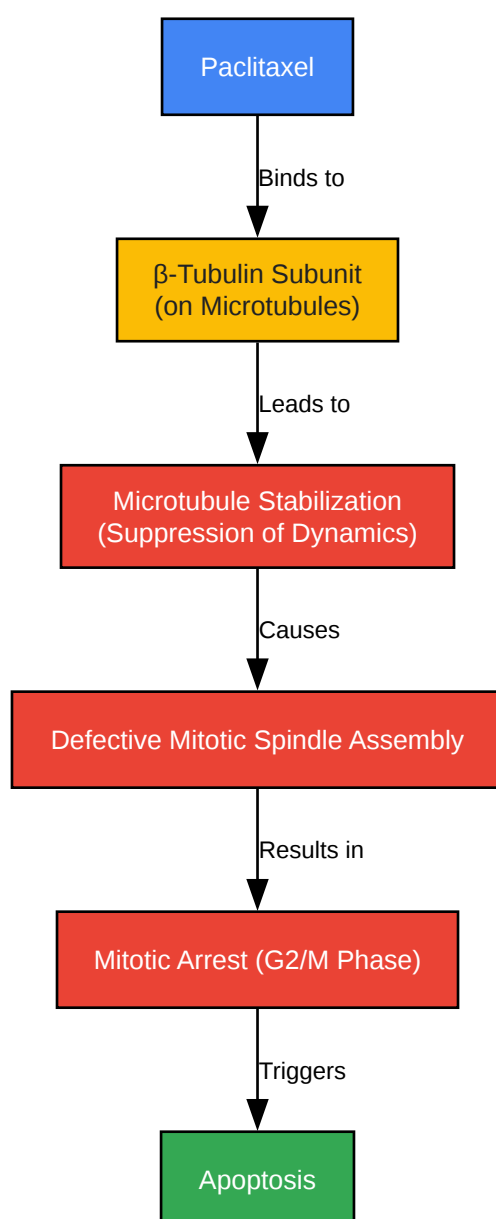 Paclitaxel
Binds to
β-Tubulin Subunit
(on Microtubules)
Leads to
Microtubule Stabilization
(Suppression of Dynamics)
Causes
Defective Mitotic Spindle Assembly
Results in
Mitotic Arrest (G2/M Phase)
Triggers
Apoptosis